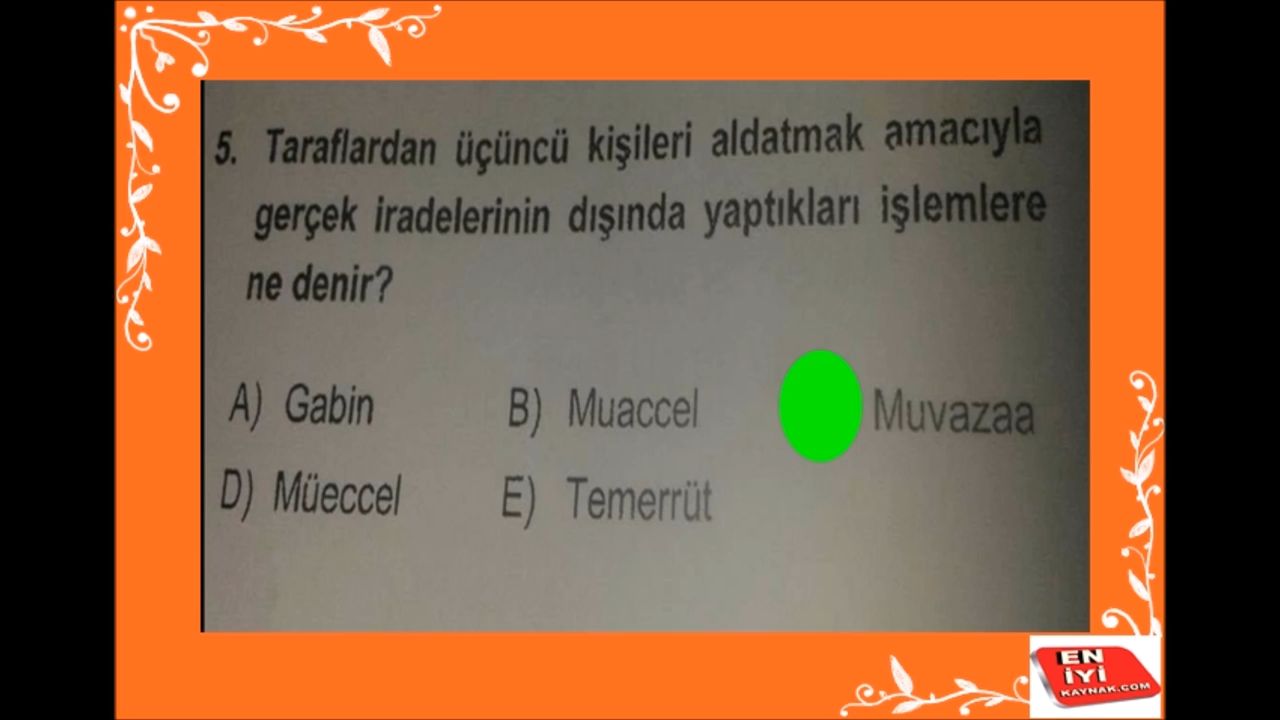 5. Taraflardan üçüncü kişileri aldatmak amacıyla
gerçek iradelerinin dışında yaptıkları işlemlere
ne denir?
A) Gabin B) Muaccel Muvazaa
D) Müeccel E) Temerrüt
EN
İYİ
KAYNAK.COM